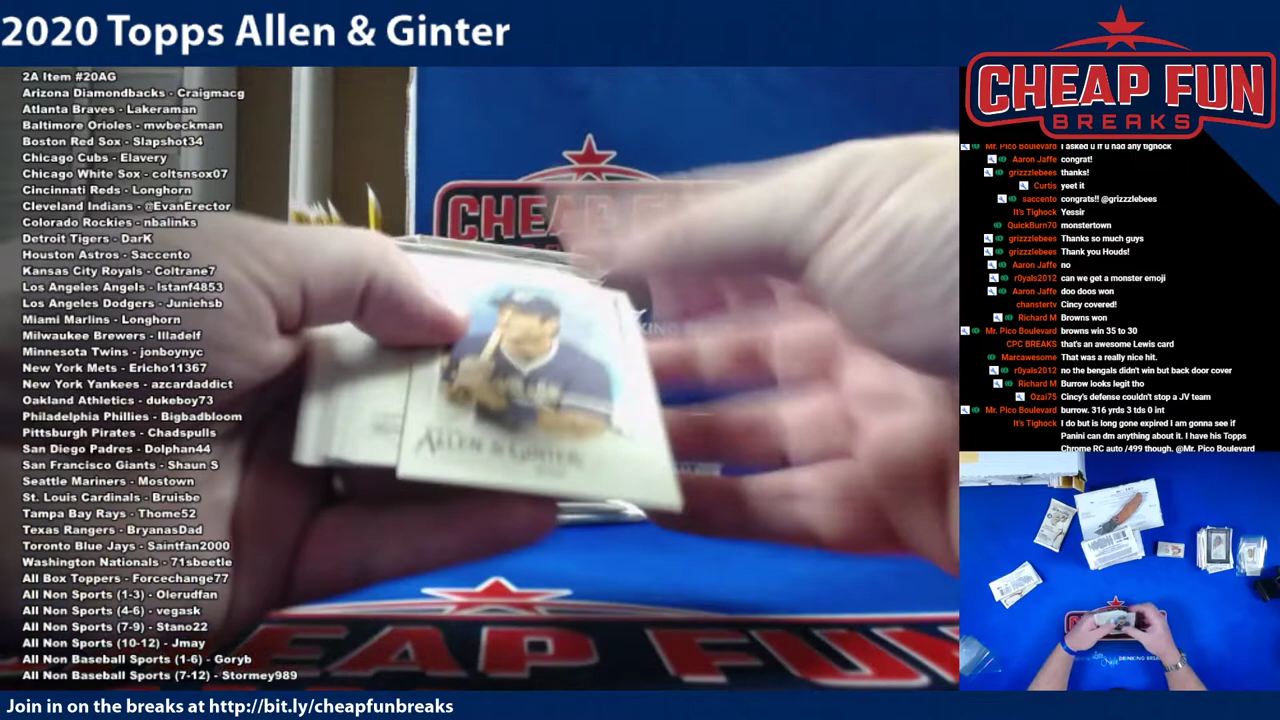 2020 Topps Allen & Ginter
2A Item #20AG
Arizona Diamondbacks - Craigmacg
Atlanta Braves - Lakeraman
Baltimore Orioles - mwbeckman
Boston Red Sox - Slapshot34
Chicago Cubs - Elavery
Chicago White Sox - coltsnsox07
Cincinnati Reds - Longhorn
Cleveland Indians - @EvanErector
Colorado Rockies - nbalinks
Detroit Tigers - DarK
Houston Astros - Saccento
Kansas City Royals - Coltrane7
Los Angeles Angels - Istanf4853
Los Angeles Dodgers - Juniehsb
Miami Marlins - Longhorn
Milwaukee Brewers - Illadelf
Minnesota Twins - jonboynyc
New York Mets - Ericho11367
New York Yankees - azcardaddict
Oakland Athletics - dukeboy73
Philadelphia Phillies - Bigbadbloom
Pittsburgh Pirates - Chadspulls
San Diego Padres - Dolphan44
San Francisco Giants - Shaun S
Seattle Mariners - Mostown
St. Louis Cardinals - Bruisbe
Tampa Bay Rays - Thome52
Texas Rangers - BryanasDad
Toronto Blue Jays - Saintfan2000
Washington Nationals - 71sbeetle
All Box Toppers - Forcechange77
All Non Sports (1-3) - Olerudfan
All Non Sports (4-6) - vegask
All Non Sports (7-9) - Stano22
All Non Sports (10-12) - Jmay
All Non Baseball Sports (1-6) - Goryb
All Non Baseball Sports (7-12) - Stormey989
CHEAP
ALLEN & GINTER
CHEAP FUN
CHEAP FUN
BREAKS
Mr. Pico Boulevard I asked u if u had any tighock
Aaron Jaffe congrat!
grizzzlebees thanks!
Curtis yeet it
saccento congrats!! @grizzzlebees
It's Tighock Yessir
QuickBurn70 monstertown
grizzzlebees Thanks so much guys
grizzzlebees Thank you Houds!
Aaron Jaffe no
r0yals2012 can we get a monster emoji
Aaron Jaffe doo doos won
chanstertv Cincy covered!
Richard M Browns won
Mr. Pico Boulevard browns win 35 to 30
CPC BREAKS that's an awesome Lewis card
Marcawesome That was a really nice hit.
r0yals2012 no the bengals didn't win but back door cover
Richard M Burrow looks legit tho
Ozai75 Cincy's defense couldn't stop a JV team
Mr. Pico Boulevard burrow. 316 yrds 3 tds 0 int
It's Tighock I do but is long gone expired I am gonna see if
Panini can dm anything about it. I have his Topps
Chrome RC auto /499 though. @Mr. Pico Boulevard
CHEAP FUN
Join in on the breaks at http://bit.ly/cheapfunbreaks